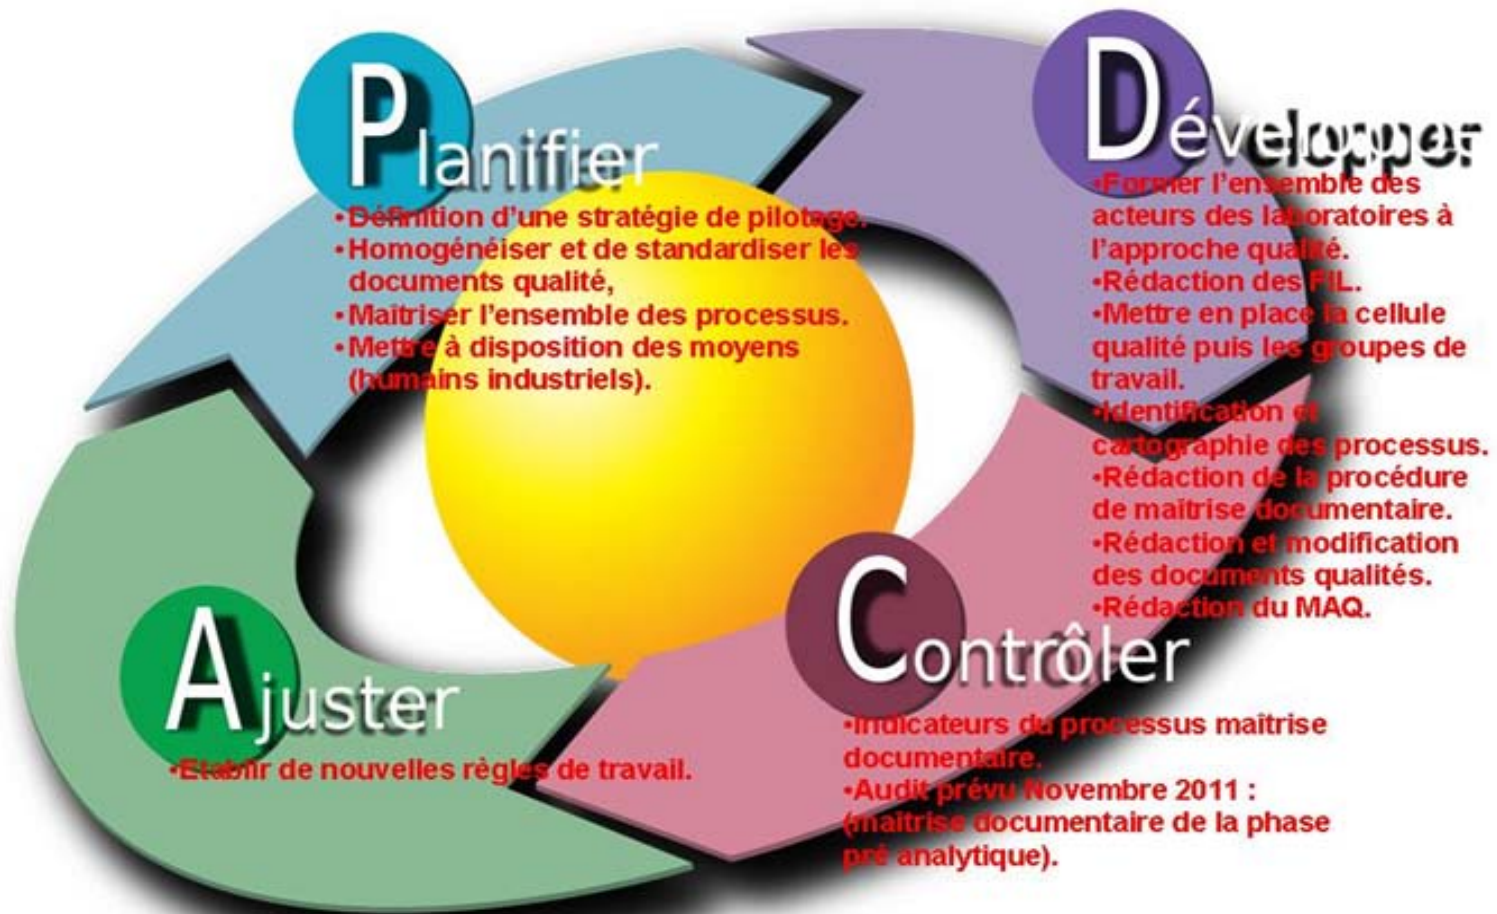 Planifier
•Définition d'une stratégie de pilotage.
•Homogénéiser et de standardiser les
documents qualité,
•Maîtriser l'ensemble des processus.
•Mettre à disposition des moyens
(humains industriels).
Développer
•Former l'ensemble des
acteurs des laboratoires à
l'approche qualité.
•Rédaction des FIL.
•Mettre en place la cellule
qualité puis les groupes de
travail.
•Identification et
cartographie des processus.
•Rédaction de la procédure
de maîtrise documentaire.
•Rédaction et modification
des documents qualités.
•Rédaction du MAQ.
Contrôler
•Indicateurs du processus maîtrise
documentaire.
•Audit prévu Novembre 2011 :
(maîtrise documentaire de la phase
pré analytique).
Ajuster
•Etablir de nouvelles règles de travail.